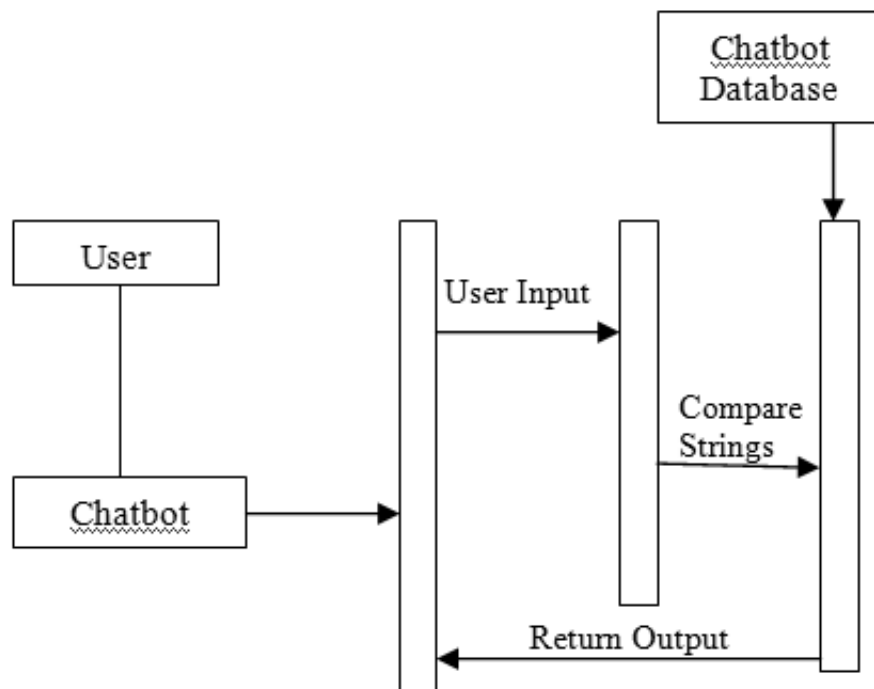 Chatbot
Database
User
User Input
Compare
Strings
Chatbot
Return Output